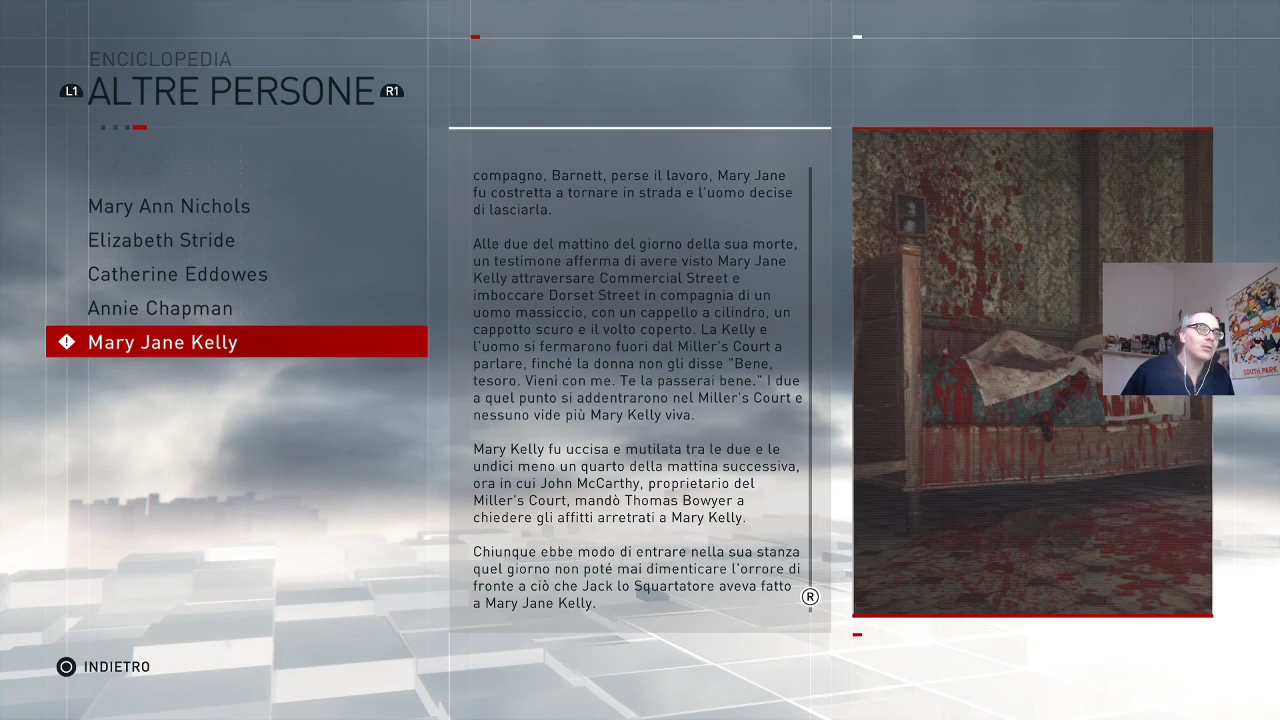 ENCICLOPEDIA
L1 ALTRE PERSONE R1
Mary Ann Nichols
Elizabeth Stride
Catherine Eddowes
Annie Chapman
Mary Jane Kelly
compagno, Barnett, perse il lavoro, Mary Jane
fu costretta a tornare in strada e l'uomo decise
di lasciarla.
Alle due del mattino del giorno della sua morte,
un testimone afferma di avere visto Mary Jane
Kelly attraversare Commercial Street e
imboccare Dorset Street in compagnia di un
uomo massiccio, con un cappello a cilindro, un
cappotto scuro e il volto coperto. La Kelly e
l'uomo si fermarono fuori dal Miller's Court a
parlare, finché la donna non gli disse "Bene,
tesoro. Vieni con me. Te la passerai bene." I due
a quel punto si addentrarono nel Miller's Court e
nessuno vide più Mary Kelly viva.
Mary Kelly fu uccisa e mutilata tra le due e le
undici meno un quarto della mattina successiva,
ora in cui John McCarthy, proprietario del
Miller's Court, mandò Thomas Bowyer a
chiedere gli affitti arretrati a Mary Kelly.
Chiunque ebbe modo di entrare nella sua stanza
quel giorno non poté mai dimenticare l'orrore di
fronte a ciò che Jack lo Squartatore aveva fatto
a Mary Jane Kelly.
R
SOUTH PARK
INDIETRO